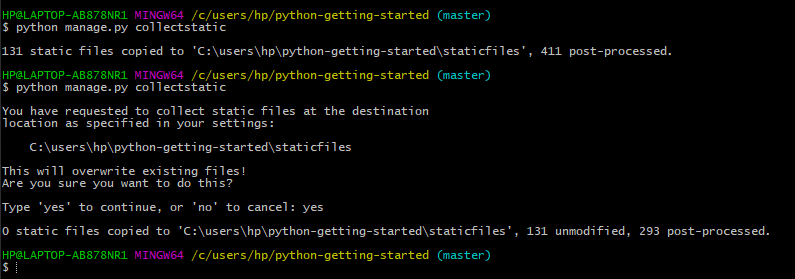 HP@LAPTOP-AB878NR1 MINGW64 /c/users/hp/python-getting-started (master)
$ python manage.py collectstatic
131 static files copied to 'C:\users\hp\python-getting-started\staticfiles', 411 post-processed.
HP@LAPTOP-AB878NR1 MINGW64 /c/users/hp/python-getting-started (master)
$ python manage.py collectstatic
You have requested to collect static files at the destination
location as specified in your settings:
C:\users\hp\python-getting-started\staticfiles
This will overwrite existing files!
Are you sure you want to do this?
Type 'yes' to continue, or 'no' to cancel: yes
0 static files copied to 'C:\users\hp\python-getting-started\staticfiles', 131 unmodified, 293 post-processed.
HP@LAPTOP-AB878NR1 MINGW64 /c/users/hp/python-getting-started (master)
$